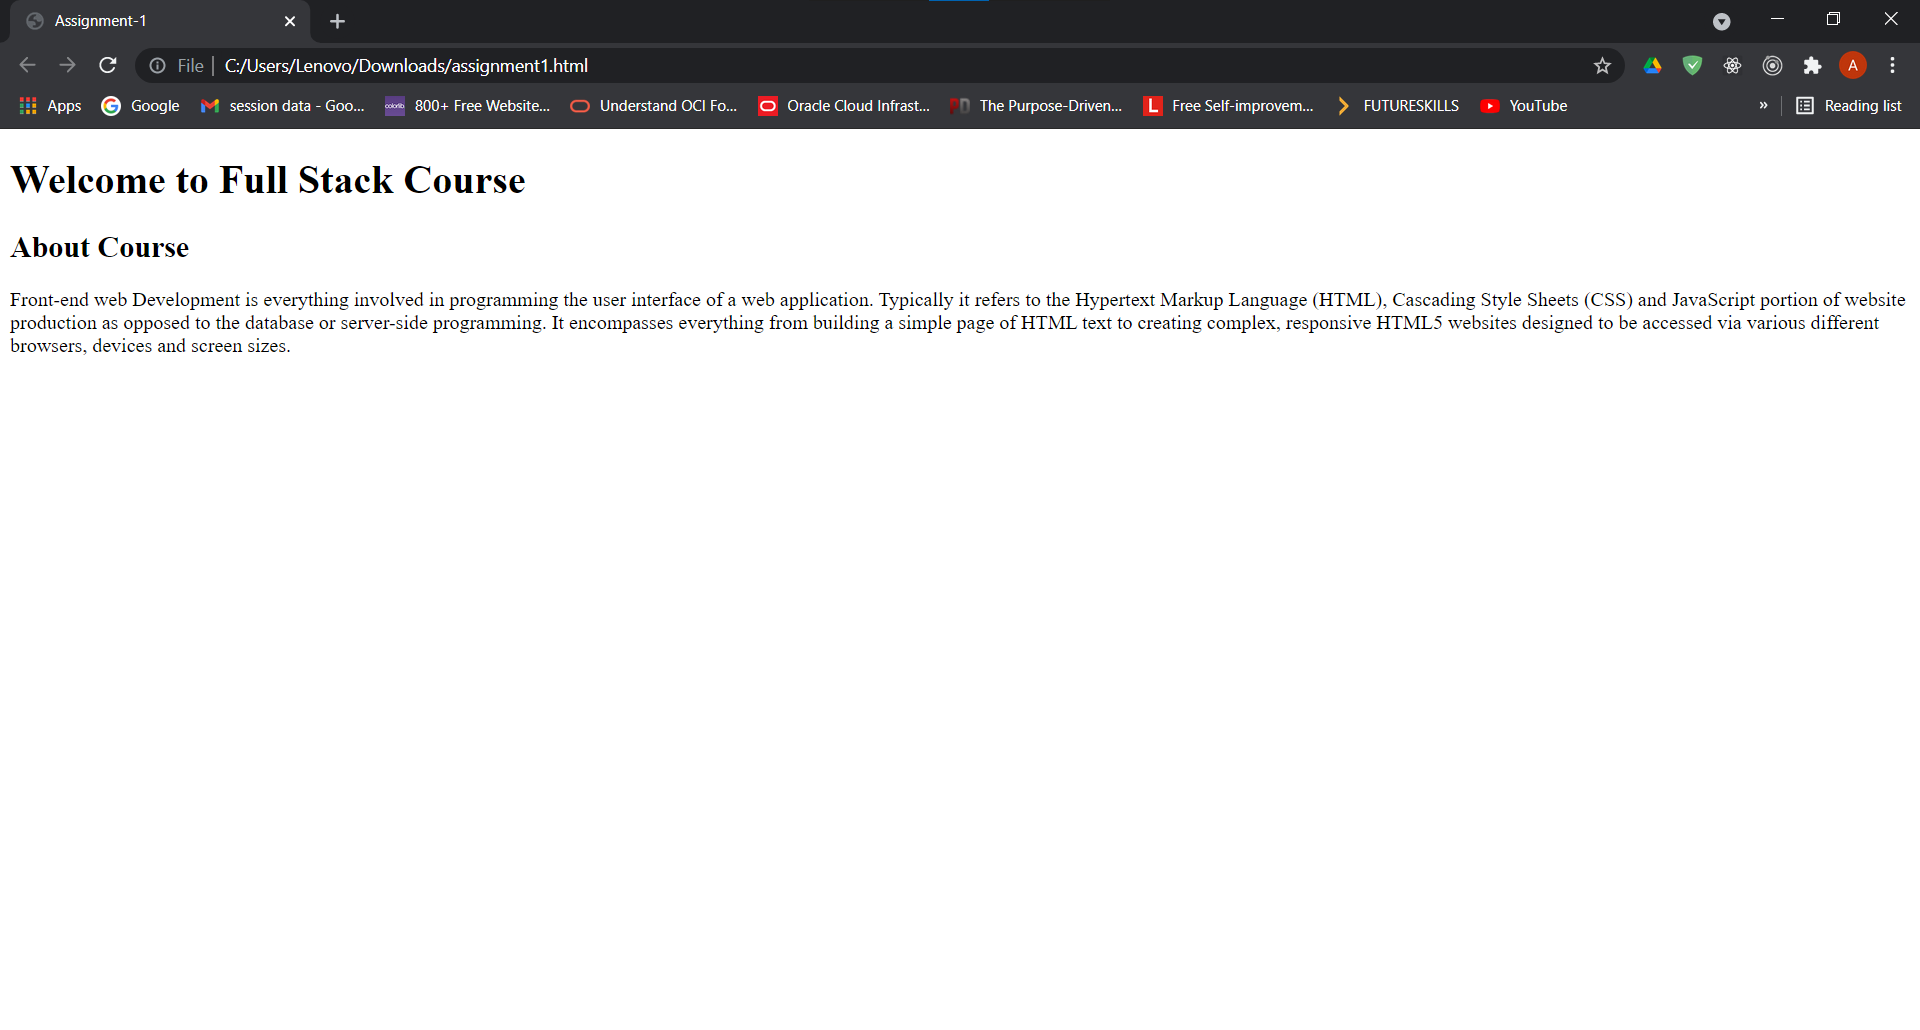 Assignment-1
File C:/Users/Lenovo/Downloads/assignment1.html A
Apps Google session data - Goo... colorlib 800+ Free Website... Understand OCI Fo... Oracle Cloud Infrast... PD The Purpose-Driven... L Free Self-improvem... FUTURESKILLS YouTube » Reading list
Welcome to Full Stack Course
About Course
Front-end web Development is everything involved in programming the user interface of a web application. Typically it refers to the Hypertext Markup Language (HTML), Cascading Style Sheets (CSS) and JavaScript portion of website
production as opposed to the database or server-side programming. It encompasses everything from building a simple page of HTML text to creating complex, responsive HTML5 websites designed to be accessed via various different
browsers, devices and screen sizes.